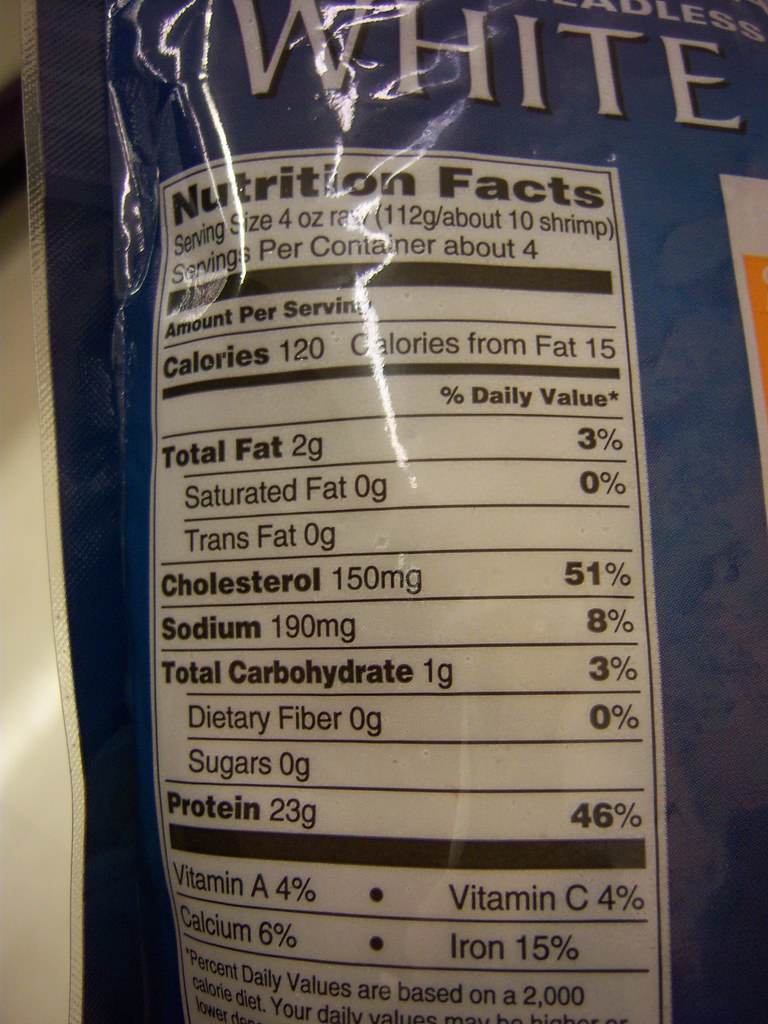 WHITE
Nutrition Facts
Serving Size 4 oz raw (112g/about 10 shrimp)
Servings Per Container about 4
Amount Per Serving
Calories 120 Calories from Fat 15
% Daily Value*
Total Fat 2g 3%
Saturated Fat 0g 0%
Trans Fat 0g
Cholesterol 150mg 51%
Sodium 190mg 8%
Total Carbohydrate 1g 3%
Dietary Fiber 0g 0%
Sugars 0g
Protein 23g 46%
Vitamin A 4% • Vitamin C 4%
Calcium 6% • Iron 15%
*Percent Daily Values are based on a 2,000
calorie diet. Your daily values may be higher or
lower